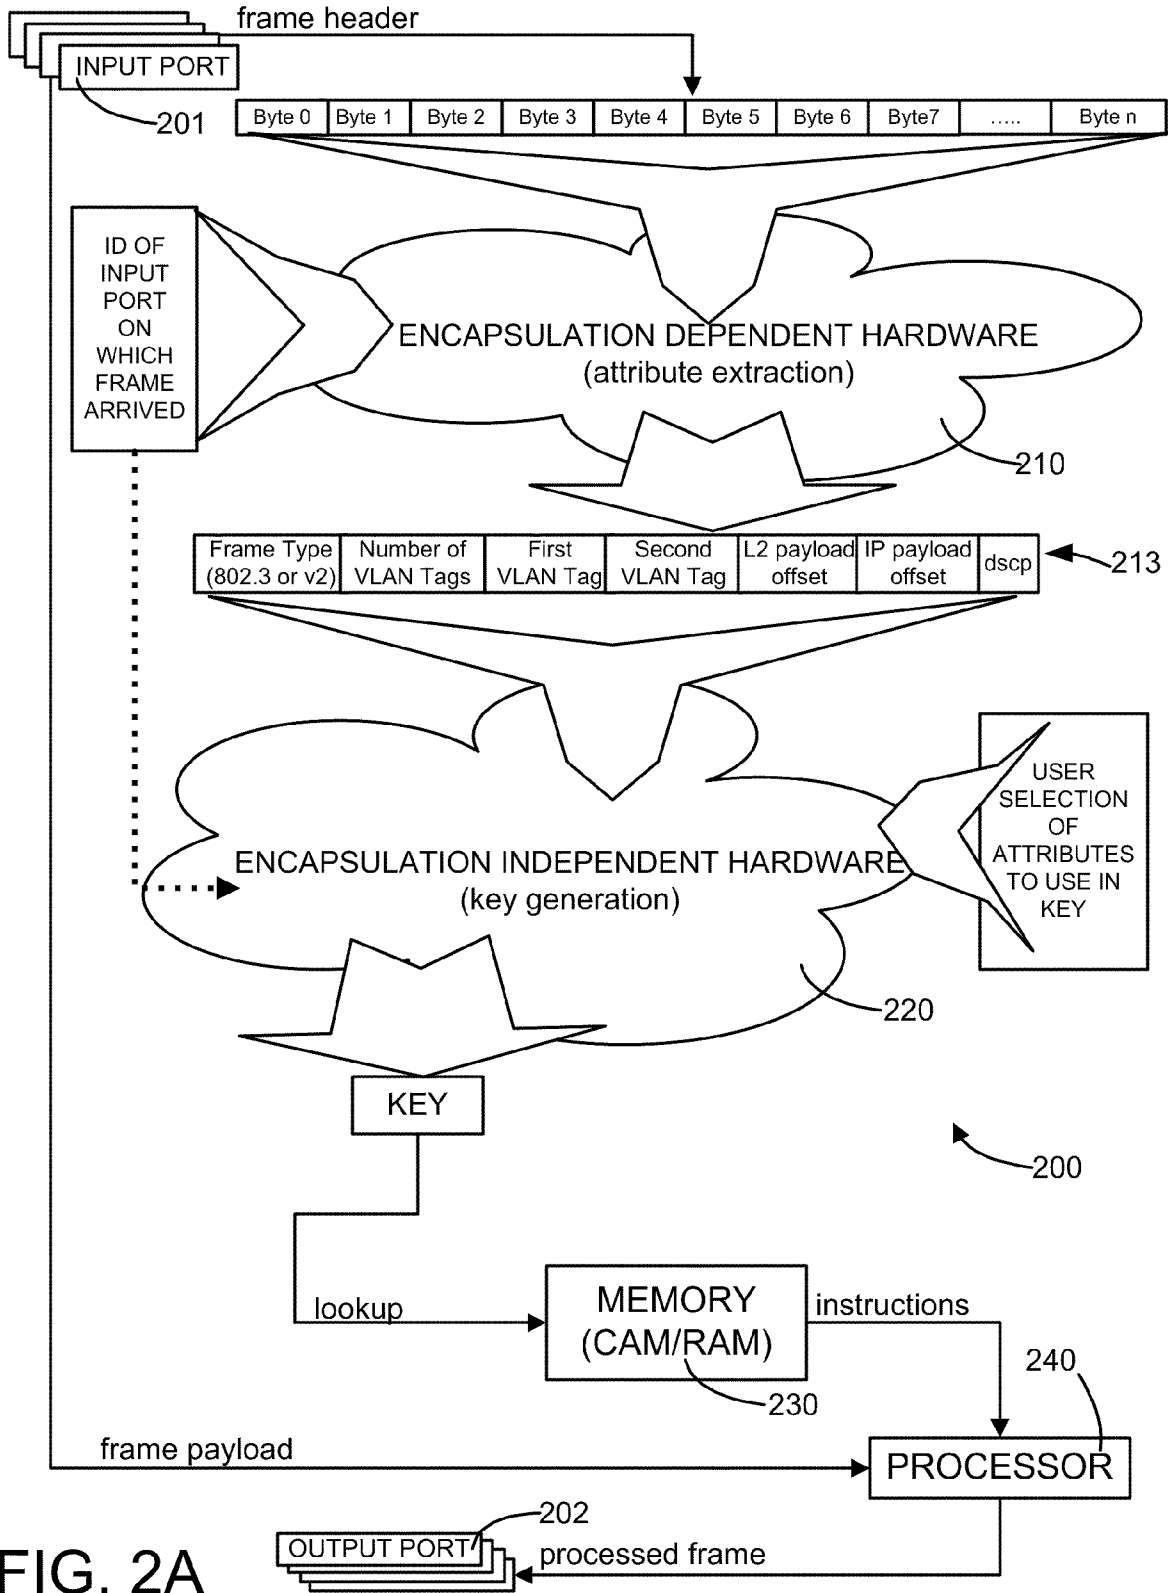 frame header
INPUT PORT
201
Byte 0 Byte 1 Byte 2 Byte 3 Byte 4 Byte 5 Byte 6 Byte7 ..... Byte n
ID OF
INPUT
PORT
ON
WHICH
FRAME
ARRIVED
ENCAPSULATION DEPENDENT HARDWARE
(attribute extraction)
210
Frame Type
(802.3 or v2)
Number of
VLAN Tags
First
VLAN Tag
Second
VLAN Tag
L2 payload
offset
IP payload
offset
dscp
213
USER
SELECTION
OF
ATTRIBUTES
TO USE IN
KEY
ENCAPSULATION INDEPENDENT HARDWARE
(key generation)
220
KEY
200
lookup
MEMORY
(CAM/RAM)
instructions
230
240
frame payload
PROCESSOR
202
OUTPUT PORT
processed frame
FIG. 2A